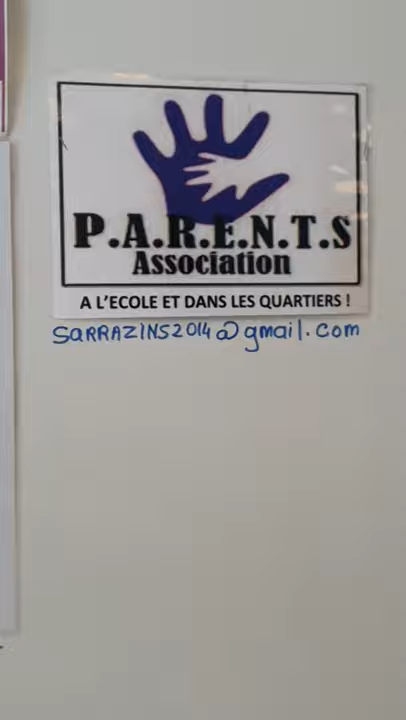 P.A.R.E.N.T.S
Association
A L'ECOLE ET DANS LES QUARTIERS !
SARRAZINS2014@gmail.com